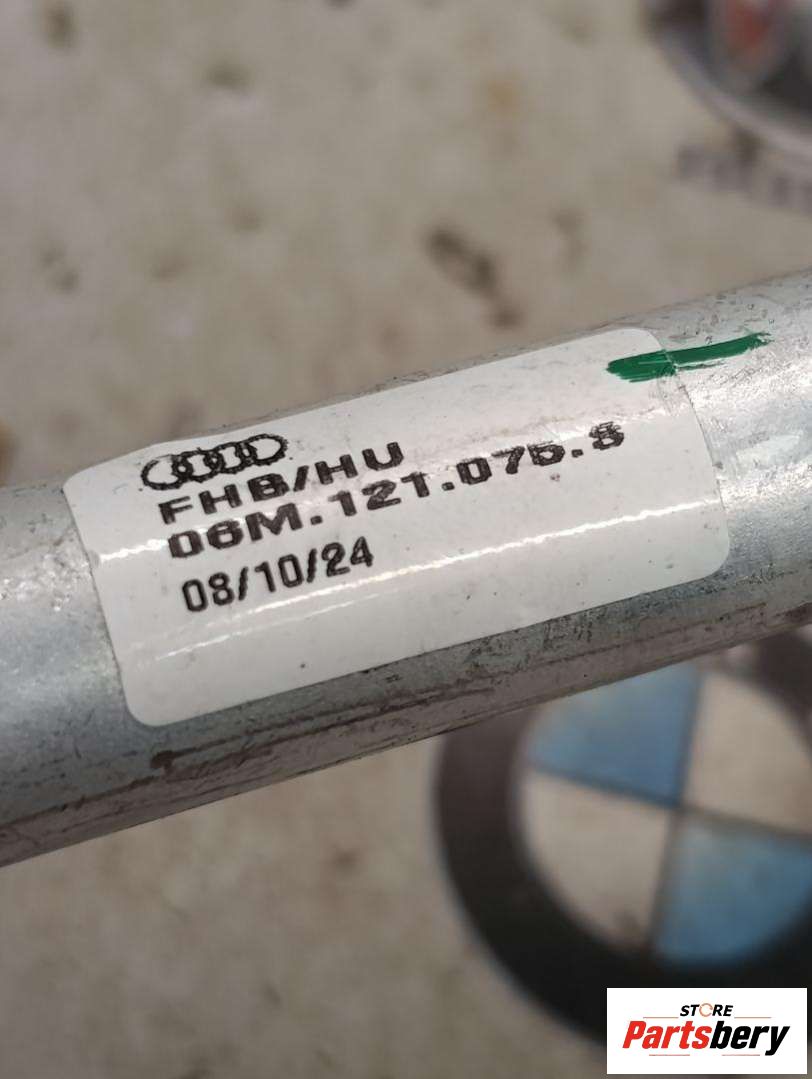 FHB/HU
06M.121.075.S
08/10/24
STORE
Partsbery